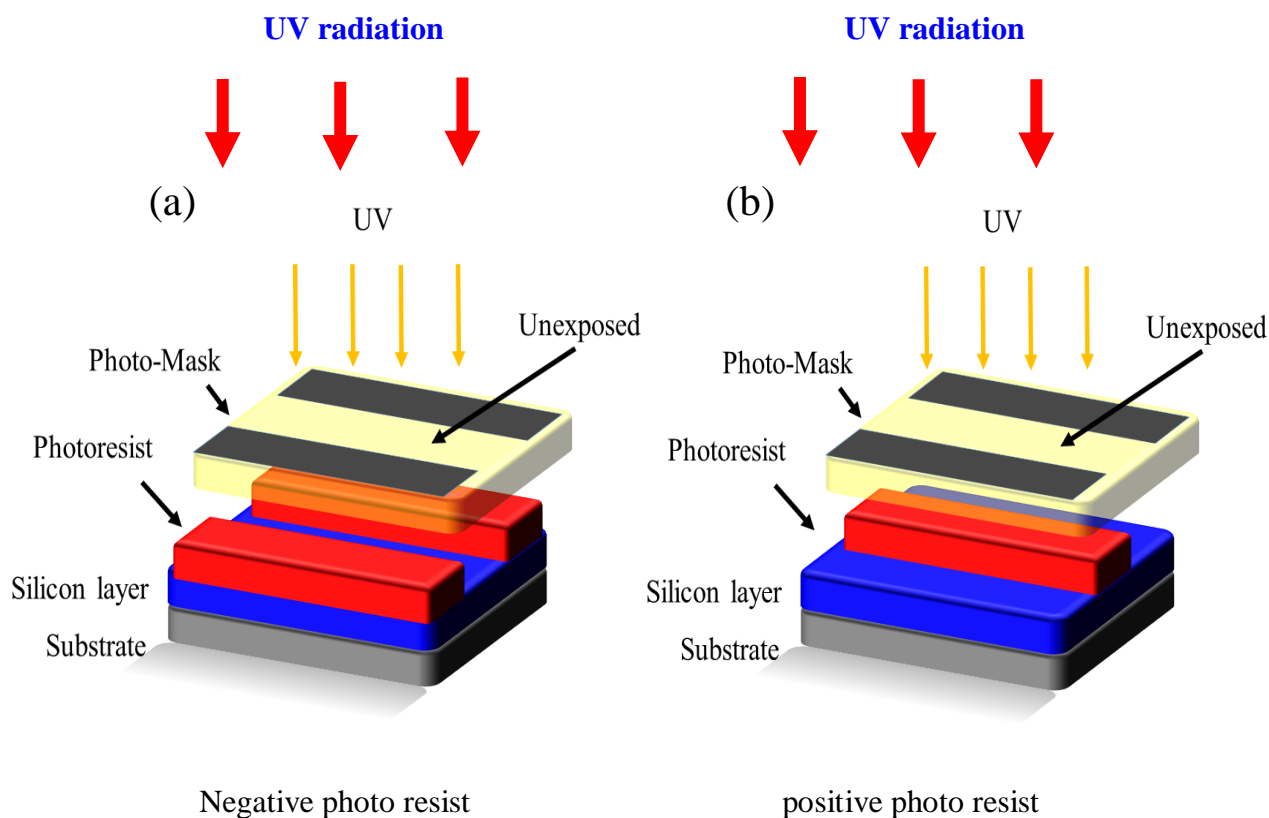 UV radiation
UV radiation
(a)
(b)
UV
UV
Unexposed
Unexposed
Photo-Mask
Photo-Mask
Photoresist
Photoresist
Silicon layer
Silicon layer
Substrate
Substrate
Negative photo resist
positive photo resist